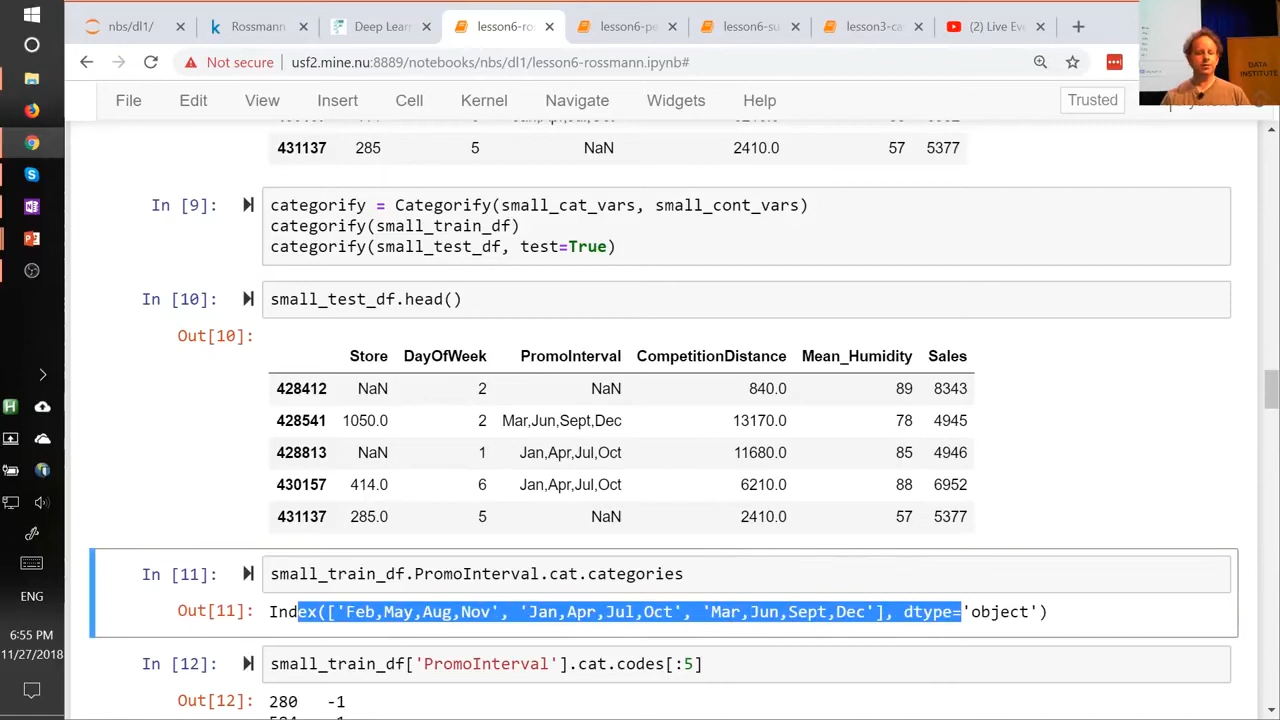 nbs/dl1/
Rossmann
Deep Learn
lesson6-ros
lesson6-pe
lesson6-su
lesson3-ca
(2) Live Eve
Not secure usf2.mine.nu:8889/notebooks/nbs/dl1/lesson6-rossmann.ipynb#
DATA
INSTITUTE
File Edit View Insert Cell Kernel Navigate Widgets Help
Trusted
431137 285 5 NaN 2410.0 57 5377
In [9]: categorify = Categorify(small_cat_vars, small_cont_vars)
categorify(small_train_df)
categorify(small_test_df, test=True)
In [10]: small_test_df.head()
Out[10]:
Store DayOfWeek PromoInterval CompetitionDistance Mean_Humidity Sales
428412 NaN 2 NaN 840.0 89 8343
428541 1050.0 2 Mar,Jun,Sept,Dec 13170.0 78 4945
428813 NaN 1 Jan,Apr,Jul,Oct 11680.0 85 4946
430157 414.0 6 Jan,Apr,Jul,Oct 6210.0 88 6952
431137 285.0 5 NaN 2410.0 57 5377
In [11]: small_train_df.PromoInterval.cat.categories
Out[11]: Index(['Feb,May,Aug,Nov', 'Jan,Apr,Jul,Oct', 'Mar,Jun,Sept,Dec'], dtype='object')
In [12]: small_train_df['PromoInterval'].cat.codes[:5]
Out[12]: 280 -1
ENG
6:55 PM
11/27/2018